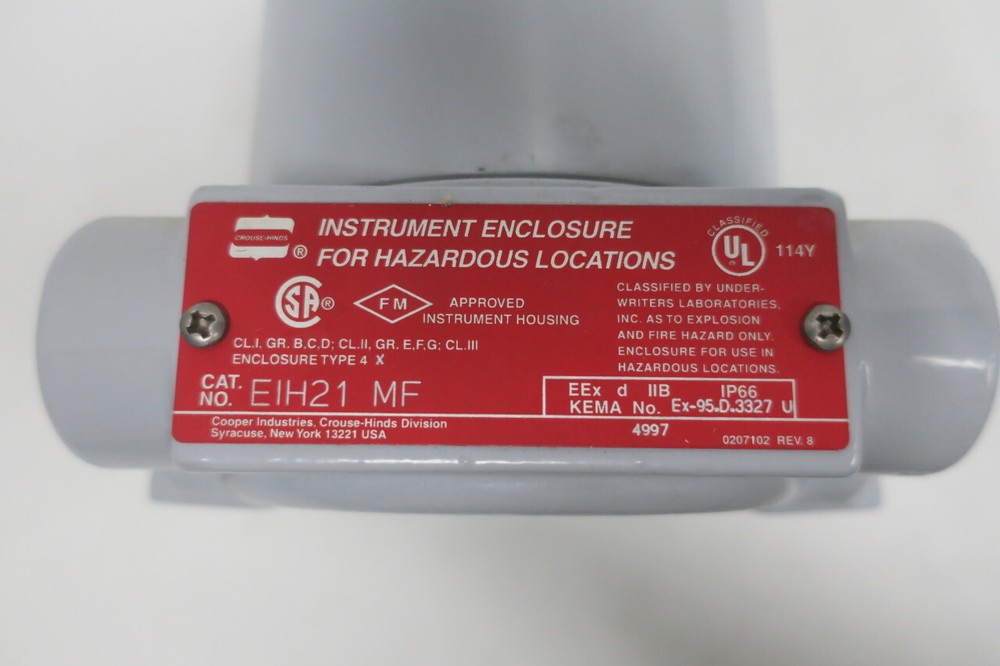 CROUSE-HINDS
®
INSTRUMENT ENCLOSURE
FOR HAZARDOUS LOCATIONS
CLASSIFIED
UL
®
114Y
SA®
FM
APPROVED
INSTRUMENT HOUSING
CLASSIFIED BY UNDER-
WRITERS LABORATORIES,
INC. AS TO EXPLOSION
AND FIRE HAZARD ONLY.
ENCLOSURE FOR USE IN
HAZARDOUS LOCATIONS.
CL.I. GR. B,C,D; CL.II, GR. E,F,G; CL.III
ENCLOSURE TYPE 4 X
CAT.
NO. EIH21 MF
EEx d IIB IP66
KEMA No. Ex-95.D.3327 U
Cooper Industries, Crouse-Hinds Division
Syracuse, New York 13221 USA
4997
0207102 REV. 8